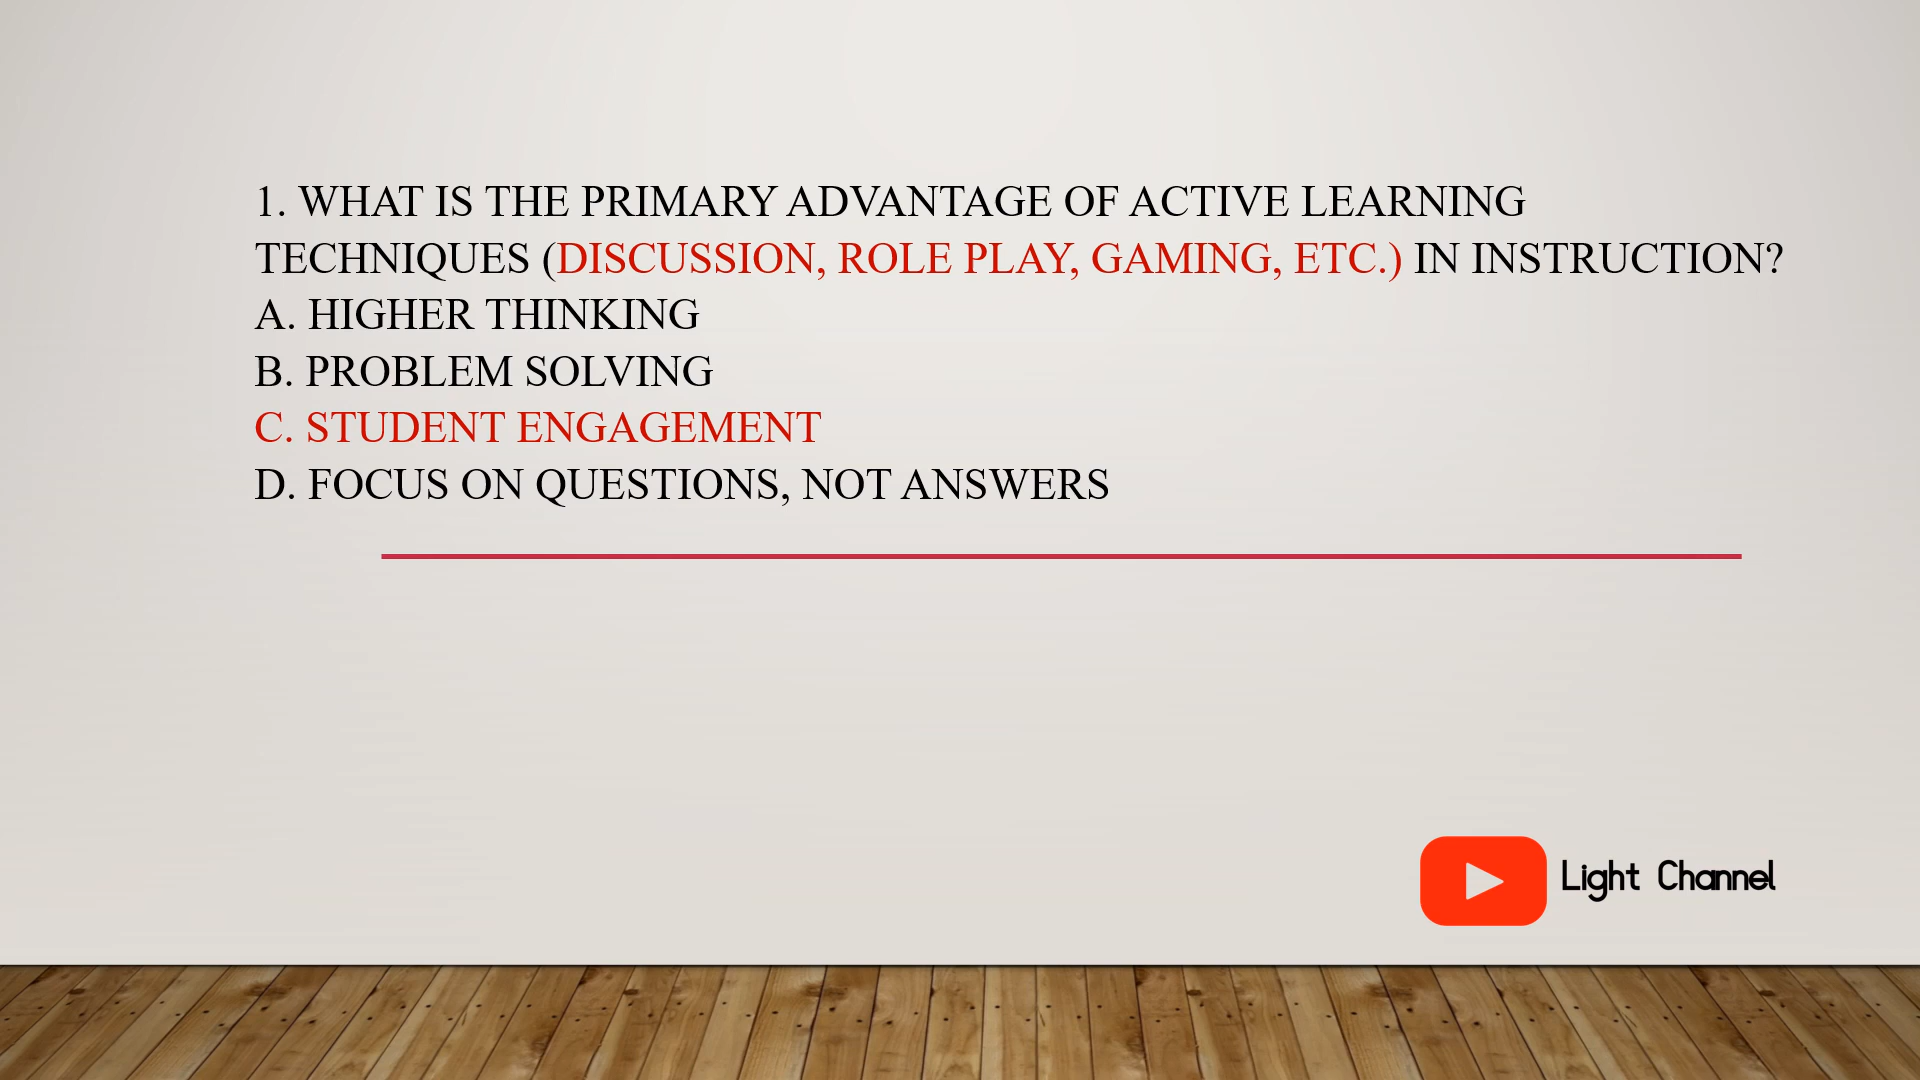 1. WHAT IS THE PRIMARY ADVANTAGE OF ACTIVE LEARNING
TECHNIQUES (DISCUSSION, ROLE PLAY, GAMING, ETC.) IN INSTRUCTION?
A. HIGHER THINKING
B. PROBLEM SOLVING
C. STUDENT ENGAGEMENT
D. FOCUS ON QUESTIONS, NOT ANSWERS
Light Channel